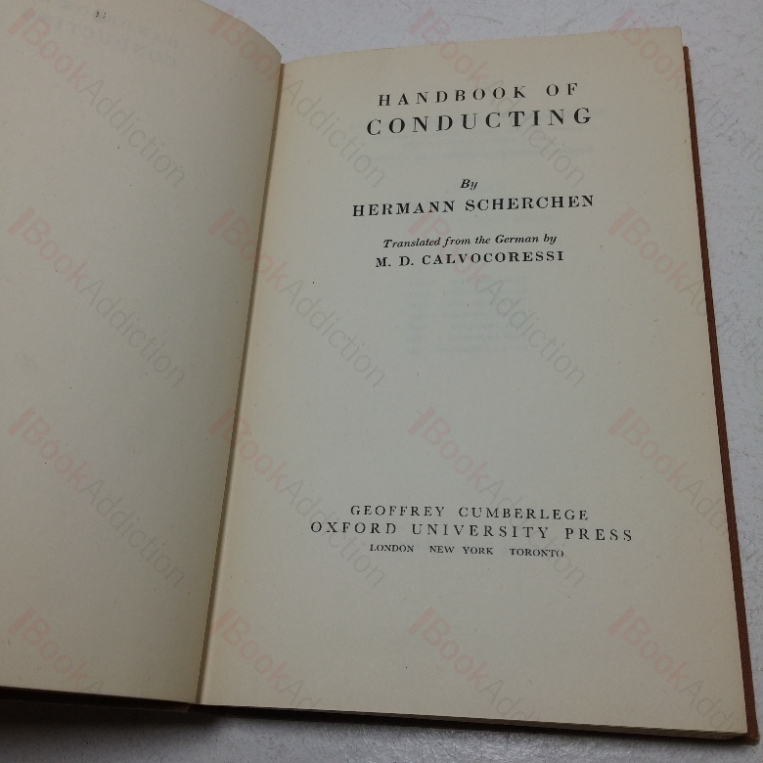 HANDBOOK OF
CONDUCTING
By
HERMANN SCHERCHEN
Translated from the German by
M. D. CALVOCORESSI
GEOFFREY CUMBERLEGE
OXFORD UNIVERSITY PRESS
LONDON NEW YORK TORONTO
BookAddiction